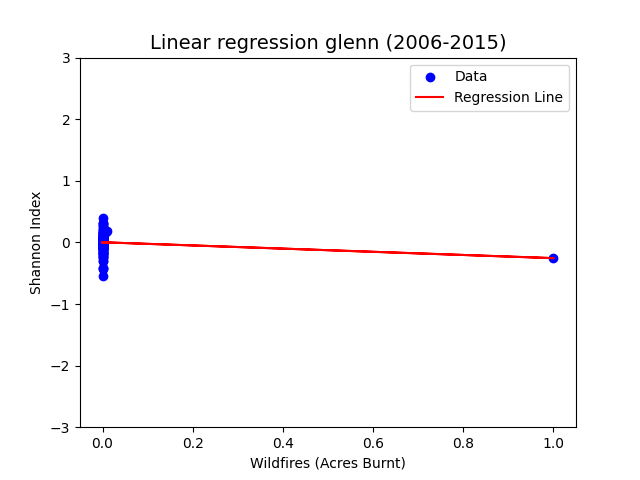 Linear regression glenn (2006-2015)
Data
Regression Line
Shannon Index
3
2
1
0
−1
−2
−3
0.0 0.2 0.4 0.6 0.8 1.0
Wildfires (Acres Burnt)